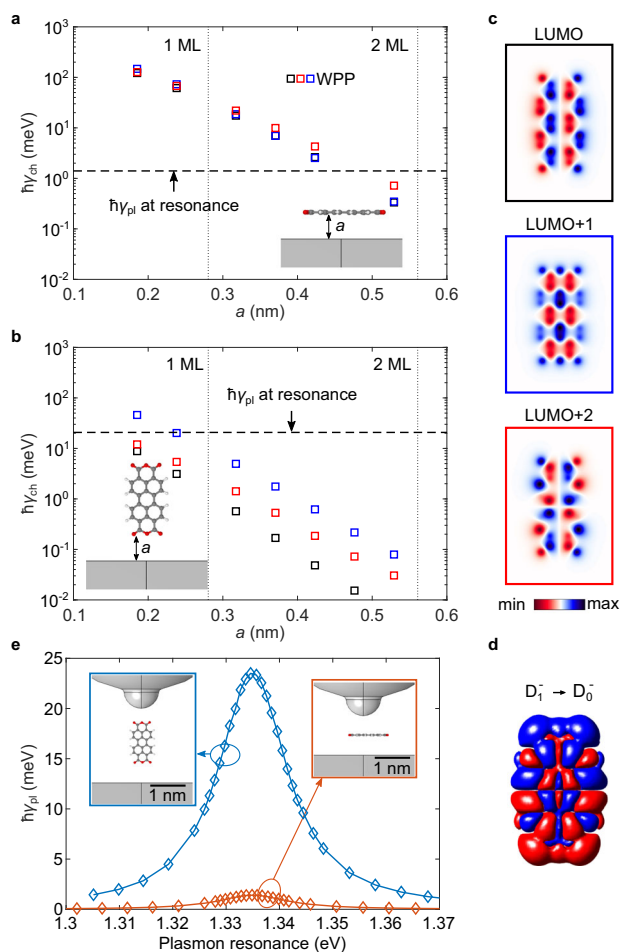 a
1 ML
2 ML
WPP
ħγpl at resonance
a
ħγch (meV)
10³
10²
10¹
10⁰
10⁻¹
10⁻²
0.1
0.2
0.3
0.4
0.5
0.6
a (nm)
b
1 ML
2 ML
ħγpl at resonance
a
ħγch (meV)
10³
10²
10¹
10⁰
10⁻¹
10⁻²
0.1
0.2
0.3
0.4
0.5
0.6
a (nm)
c
LUMO
LUMO+1
LUMO+2
min
max
d
D₁⁻ → D₀⁻
e
1 nm
1 nm
ħγpl (meV)
25
20
15
10
5
0
1.3
1.31
1.32
1.33
1.34
1.35
1.36
1.37
Plasmon resonance (eV)